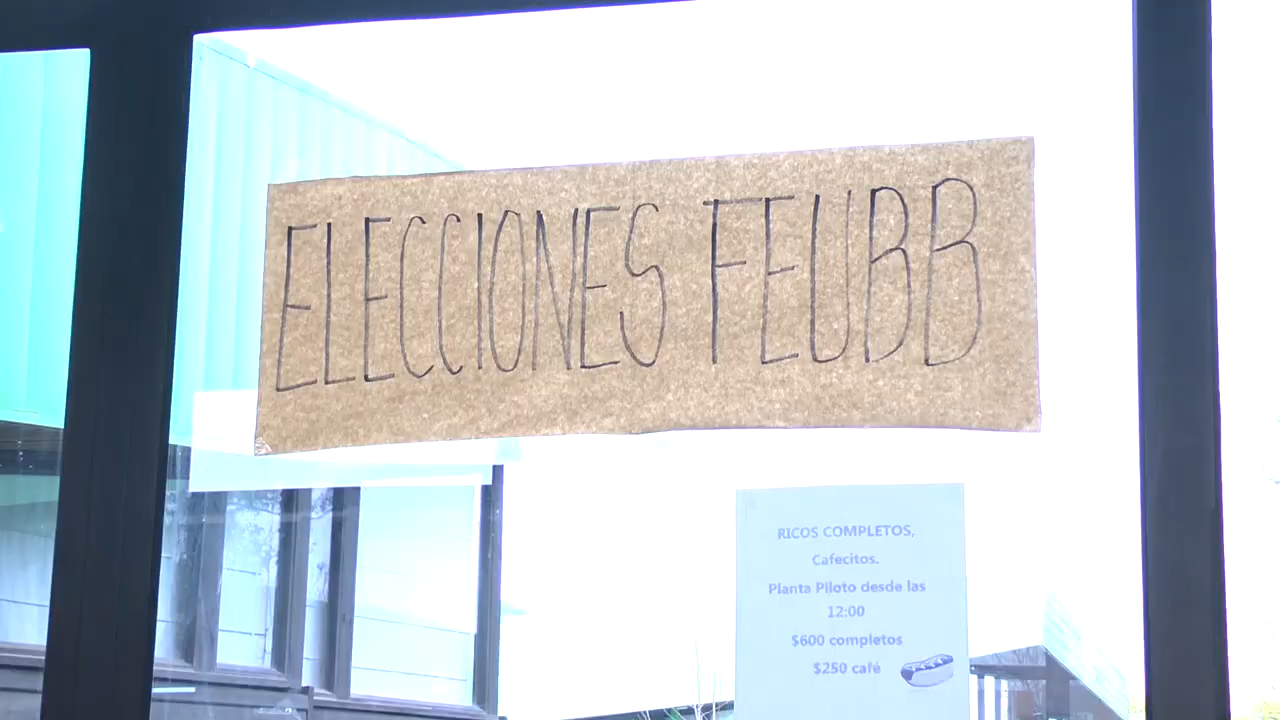 ELECCIONES FEUBB
RICOS COMPLETOS,
Cafecitos.
Planta Piloto desde las
12:00
$600 completos
$250 café